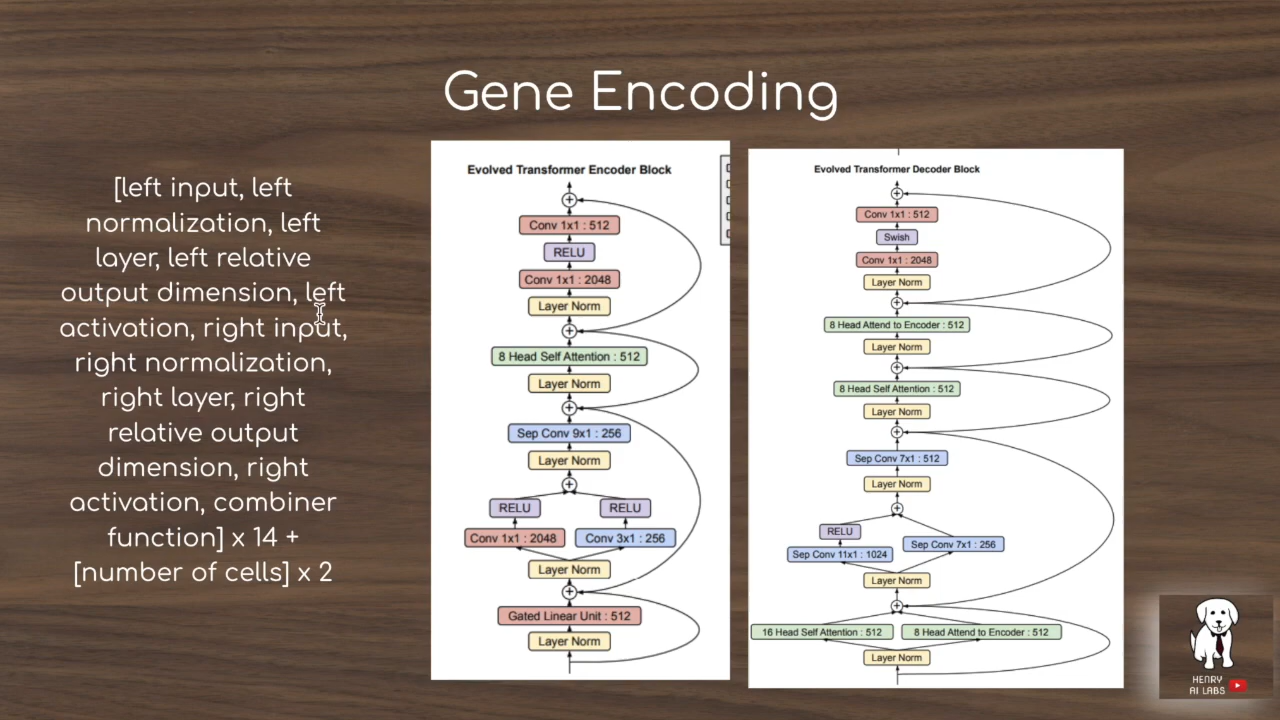 Gene Encoding
[left input, left
normalization, left
layer, left relative
output dimension, left
activation, right input,
right normalization,
right layer, right
relative output
dimension, right
activation, combiner
function] x 14 +
[number of cells] x 2
Evolved Transformer Encoder Block
+
Conv 1x1 : 512
RELU
Conv 1x1 : 2048
Layer Norm
+
8 Head Self Attention : 512
Layer Norm
+
Sep Conv 9x1 : 256
Layer Norm
+
RELU RELU
Conv 1x1 : 2048 Conv 3x1 : 256
Layer Norm
+
Gated Linear Unit : 512
Layer Norm
Evolved Transformer Decoder Block
+
Conv 1x1 : 512
Swish
Conv 1x1 : 2048
Layer Norm
+
8 Head Attend to Encoder : 512
Layer Norm
+
8 Head Self Attention : 512
Layer Norm
+
Sep Conv 7x1 : 512
Layer Norm
+
RELU
Sep Conv 11x1 : 1024 Sep Conv 7x1 : 256
Layer Norm
+
16 Head Self Attention : 512 8 Head Attend to Encoder : 512
Layer Norm
HENRY
AI LABS